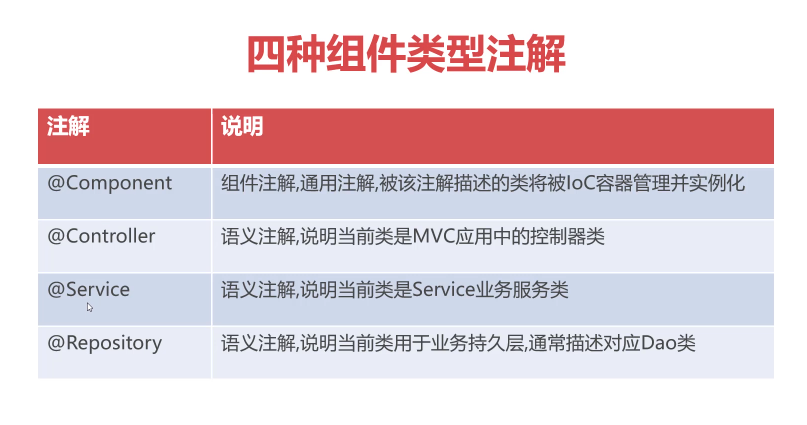 四种组件类型注解
注解 说明
@Component 组件注解,通用注解,被该注解描述的类将被IoC容器管理并实例化
@Controller 语义注解,说明当前类是MVC应用中的控制器类
@Service 语义注解,说明当前类是Service业务服务类
@Repository 语义注解,说明当前类用于业务持久层,通常描述对应Dao类